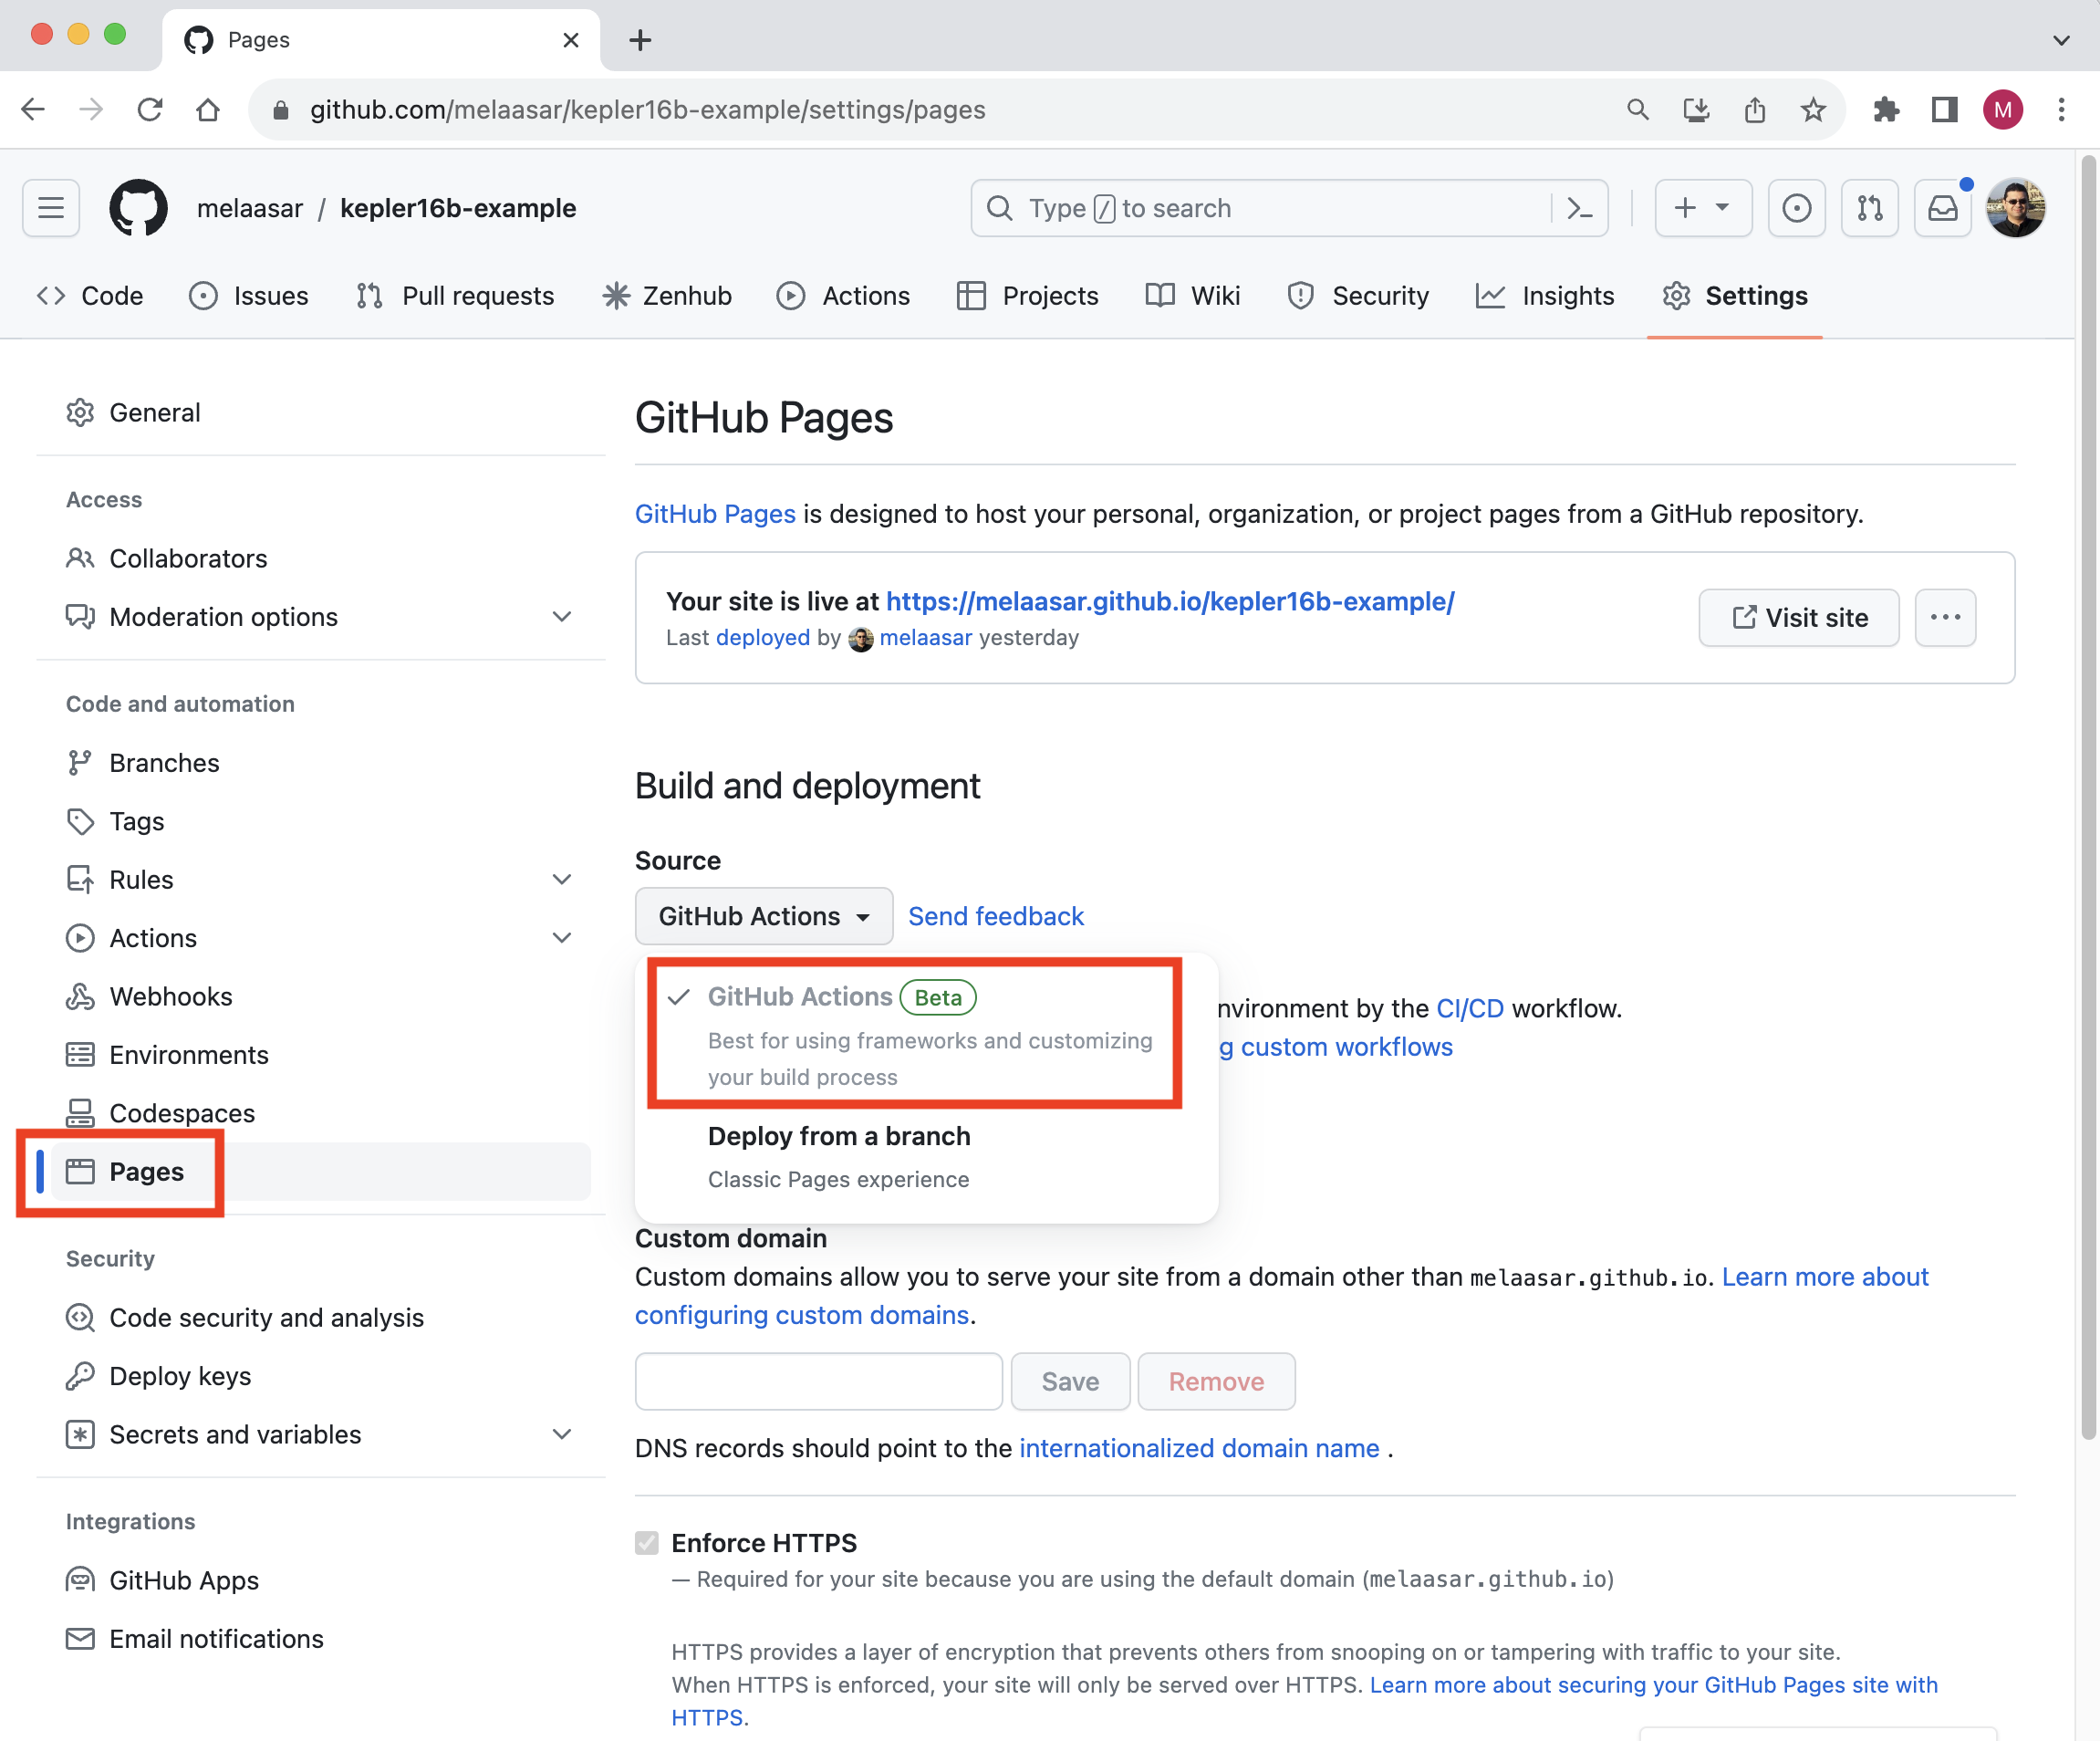 Pages
github.com/melaasar/kepler16b-example/settings/pages
M
melaasar / kepler16b-example
Type / to search
Code
Issues
Pull requests
Zenhub
Actions
Projects
Wiki
Security
Insights
Settings
General
Access
Collaborators
Moderation options
Code and automation
Branches
Tags
Rules
Actions
Webhooks
Environments
Codespaces
Pages
Security
Code security and analysis
Deploy keys
Secrets and variables
Integrations
GitHub Apps
Email notifications
GitHub Pages
GitHub Pages is designed to host your personal, organization, or project pages from a GitHub repository.
Your site is live at https://melaasar.github.io/kepler16b-example/
Last deployed by melaasar yesterday
Visit site
Build and deployment
Source
GitHub Actions
Send feedback
GitHub Actions Beta
Best for using frameworks and customizing
your build process
Deploy from a branch
Classic Pages experience
nvironment by the CI/CD workflow.
g custom workflows
Custom domain
Custom domains allow you to serve your site from a domain other than melaasar.github.io. Learn more about
configuring custom domains.
Save
Remove
DNS records should point to the internationalized domain name .
Enforce HTTPS
— Required for your site because you are using the default domain (melaasar.github.io)
HTTPS provides a layer of encryption that prevents others from snooping on or tampering with traffic to your site.
When HTTPS is enforced, your site will only be served over HTTPS. Learn more about securing your GitHub Pages site with
HTTPS.